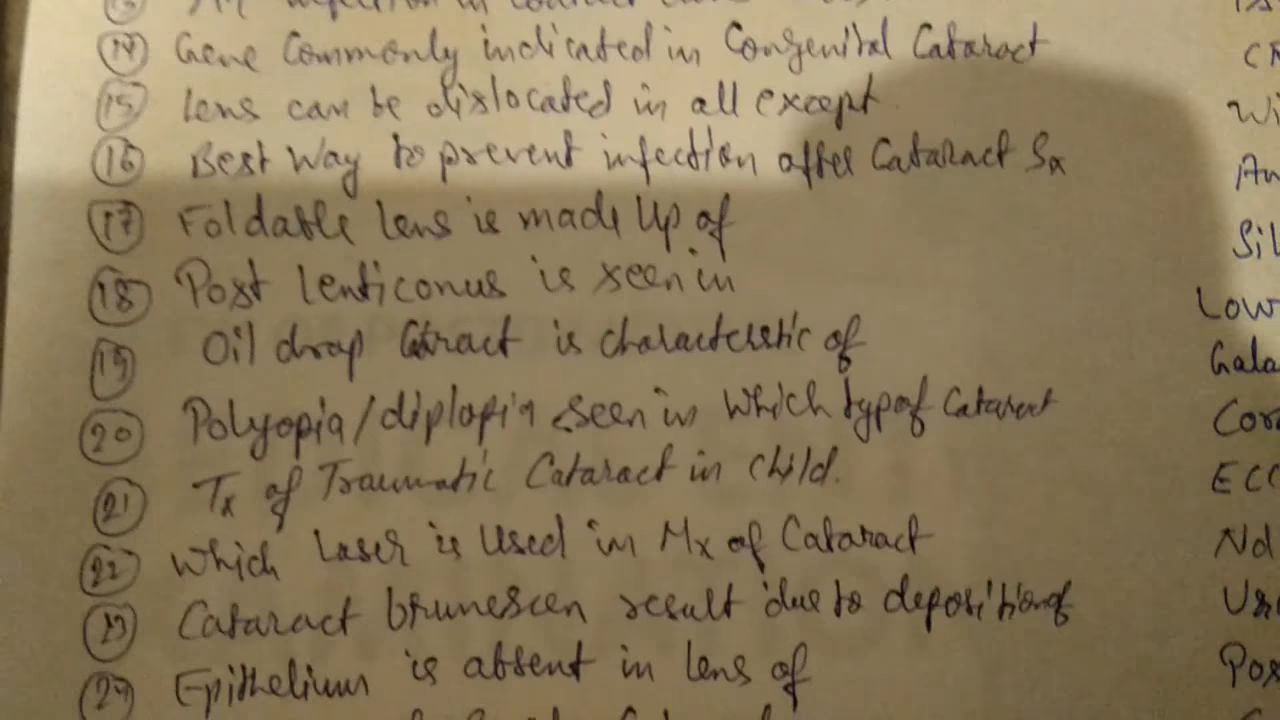 14 Gene Commonly indicated in Congenital Cataract
15 Lens can be dislocated in all except Wi
16 Best Way to prevent infection after Cataract Sx An
17 Foldable lens is made Up of Sil
18 Post lenticonus is seen in Low
19 Oil drop Catract is characterstic of Gala
20 Polyopia/diplopia seen in which typ of Cataract Cor
21 Tx of Traumatic Cataract in Child. ECC
22 Which Laser is Used in Mx of Cataract Nd
23 Cataract brunescen result due to deposition of
24 Epithelium is absent in lens of Pos